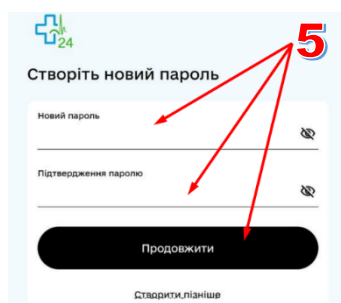 24
5
Створіть новий пароль
Новий пароль
Підтвердження паролю
Продовжити
Створити пізніше